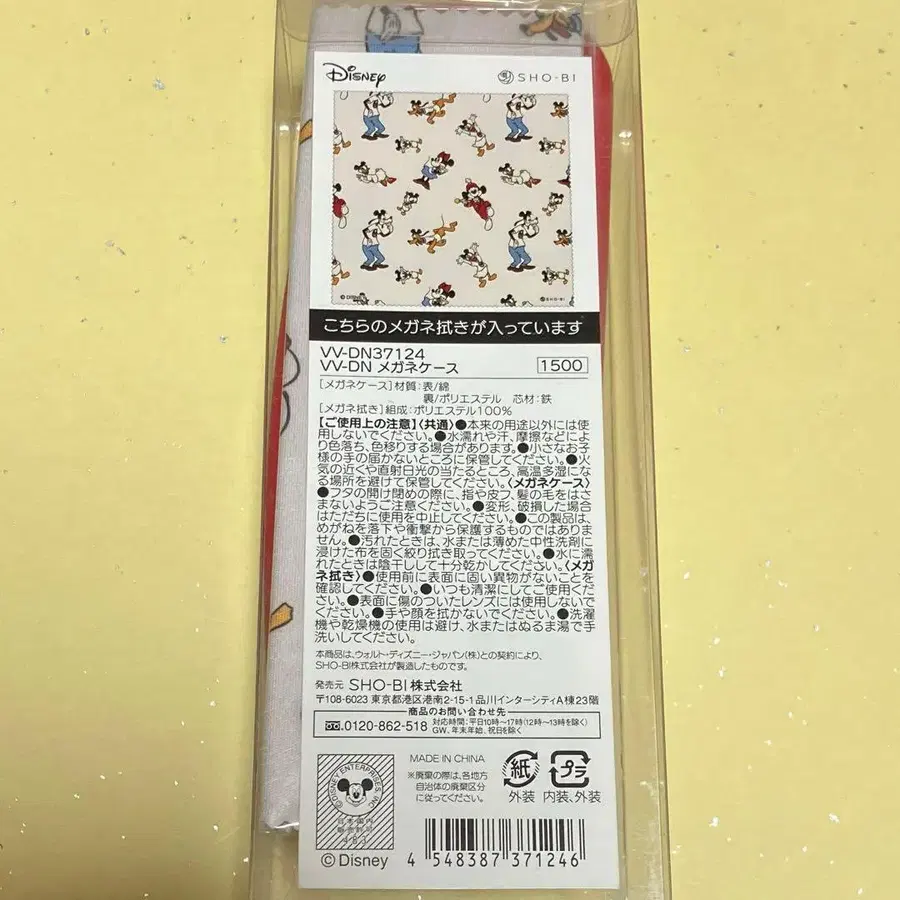 Disney
SHO-BI
© Disney
SHO-BI
こちらのメガネ拭きが入っています
VV-DN37124
VV-DN メガネケース
1500
[メガネケース]材質:表/綿
裏/ポリエステル 芯材:鉄
[メガネ拭き]組成:ポリエステル100%
【ご使用上の注意】〈共通〉●本来の用途以外には使
用しないでください。●水濡れや汗、摩擦などによ
り色落ち、色移りする場合があります。●小さなお子
様の手の届かないところに保管してください。●火
気の近くや直射日光の当たるところ、高温多湿にな
る場所を避けて保管してください。〈メガネケース〉
●フタの開け閉めの際に、指や皮フ、髪の毛をはさ
まないようご注意ください。●変形、破損した場合
はただちに使用を中止してください。●この製品は、
めがねを落下や衝撃から保護するものではありま
せん。●汚れたときは、水または薄めた中性洗剤に
浸けた布を固く絞り拭き取ってください。●水に濡
れたときは陰干しして十分乾かしてください。〈メガ
ネ拭き〉●使用前に表面に固い異物がないことを
確認してください。●いつも清潔にしてご使用くだ
さい。●表面に傷のついたレンズには使用しないで
ください。●手や顔を拭かないでください。●洗濯
機や乾燥機の使用は避け、水またはぬるま湯で手
洗いしてください。
本商品は、ウォルト・ディズニー・ジャパン(株)との契約により、
SHO-BI株式会社が製造したものです。
発売元 SHO-BI株式会社
〒108-6023 東京都港区港南2-15-1品川インターシティA棟23階
商品のお問い合わせ先
0120-862-518 対応時間:平日10時〜17時(12時〜13時を除く)
GW、年末年始、祝日を除く
MADE IN CHINA
※廃棄の際は、各地方
自治体の廃棄区分
に従ってください。
紙
外装
プラ
内装、外装
© DISNEY ENTERPRISES INC.
日本国内
販売許可
© Disney
4 548387 371246